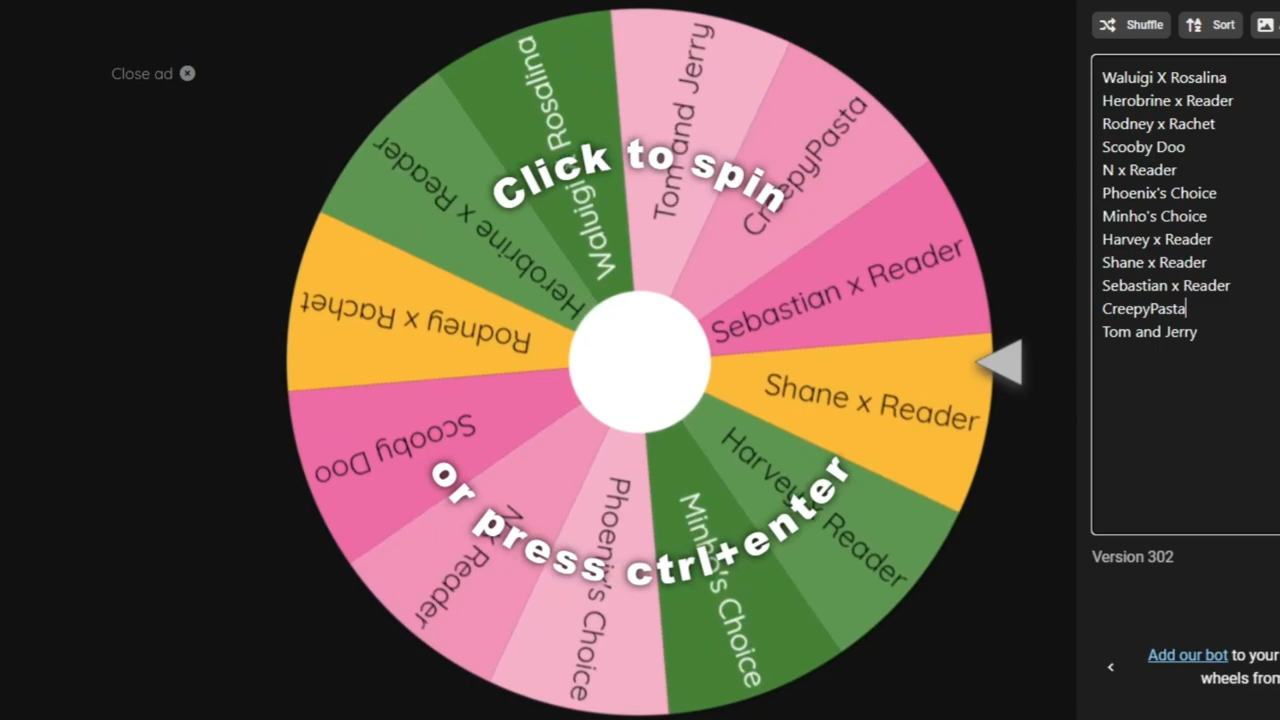 Close ad
Click to spin
or press ctrl+enter
Waluigi X Rosalina
Tom and Jerry
CreepyPasta
Sebastian x Reader
Shane x Reader
Harvey x Reader
Minho's Choice
Phoenix's Choice
N x Reader
Scooby Doo
Rodney x Rachet
Herobrine x Reader
Shuffle
Sort
Waluigi X Rosalina
Herobrine x Reader
Rodney x Rachet
Scooby Doo
N x Reader
Phoenix's Choice
Minho's Choice
Harvey x Reader
Shane x Reader
Sebastian x Reader
CreepyPasta
Tom and Jerry
Version 302
Add our bot to your
wheels from